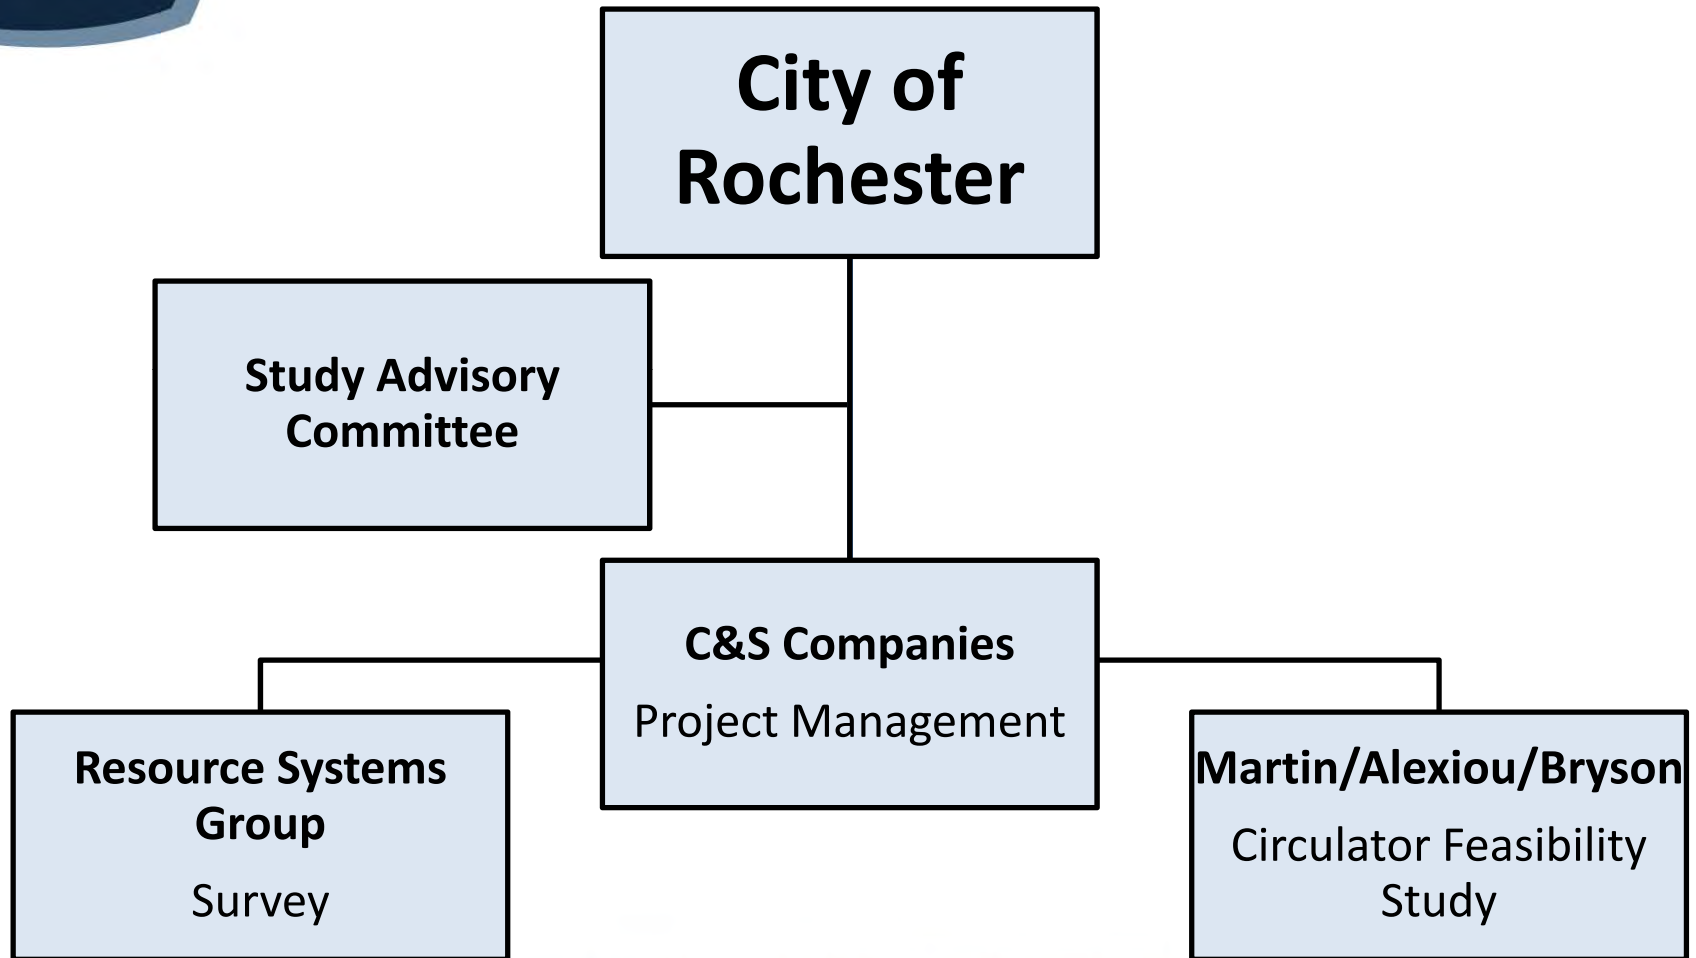 City of
Rochester
Study Advisory
Committee
C&S Companies
Project Management
Resource Systems
Group
Survey
Martin/Alexiou/Bryson
Circulator Feasibility
Study